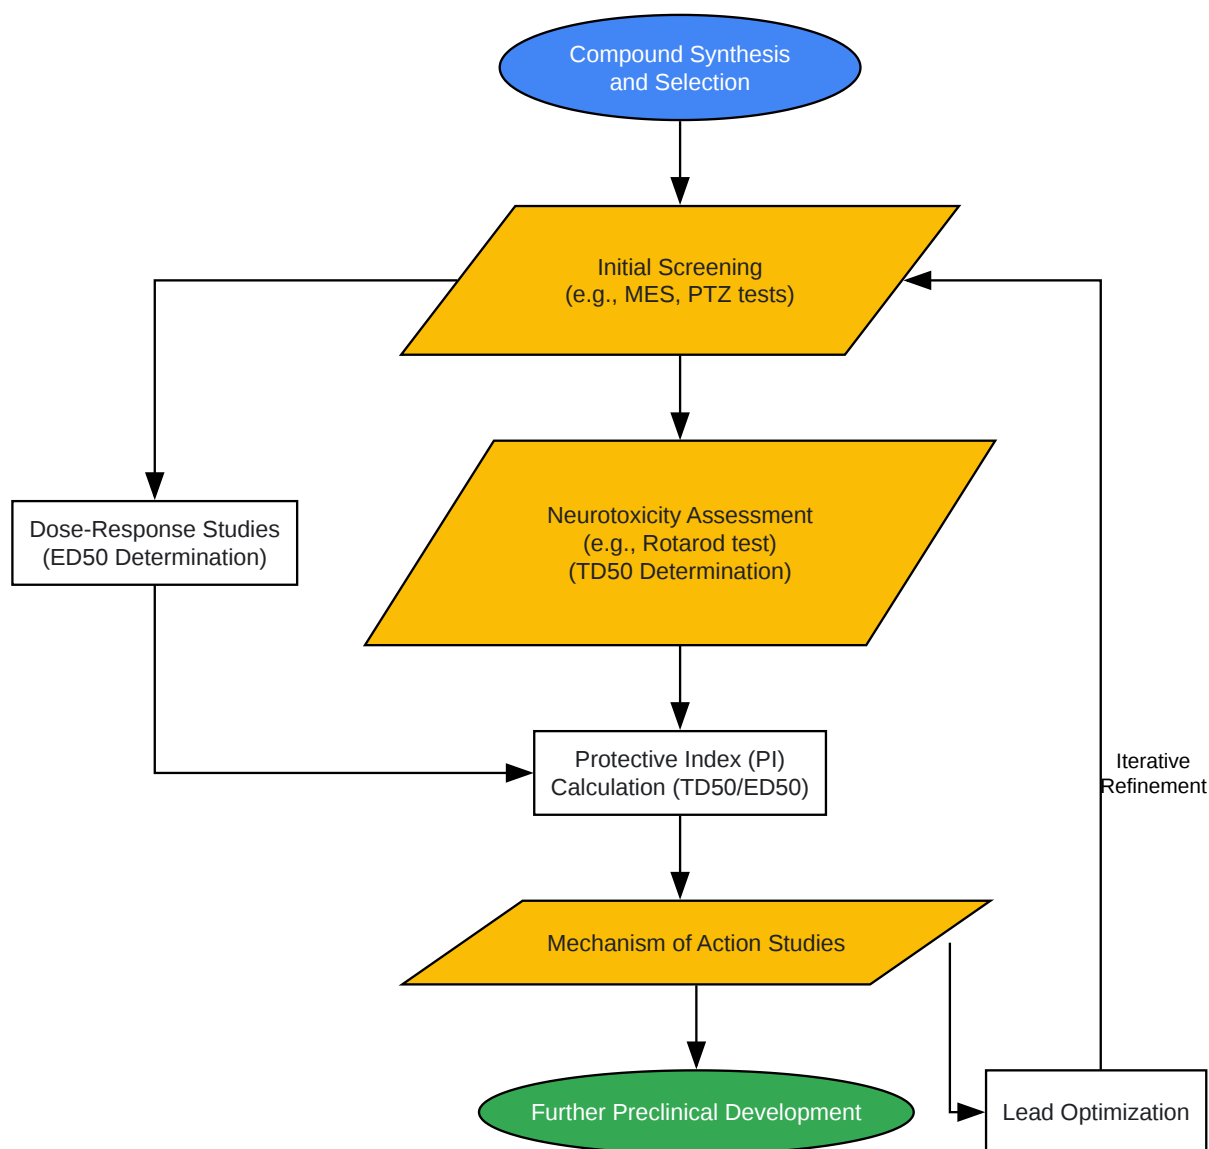 Compound Synthesis
and Selection
Initial Screening
(e.g., MES, PTZ tests)
Dose-Response Studies
(ED50 Determination)
Neurotoxicity Assessment
(e.g., Rotarod test)
(TD50 Determination)
Protective Index (PI)
Calculation (TD50/ED50)
Iterative
Refinement
Mechanism of Action Studies
Further Preclinical Development
Lead Optimization